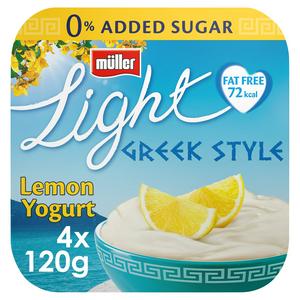 0% ADDED SUGAR
müller
Light
FAT FREE
72 kcal
GREEK STYLE
Lemon
Yogurt
4x
120g